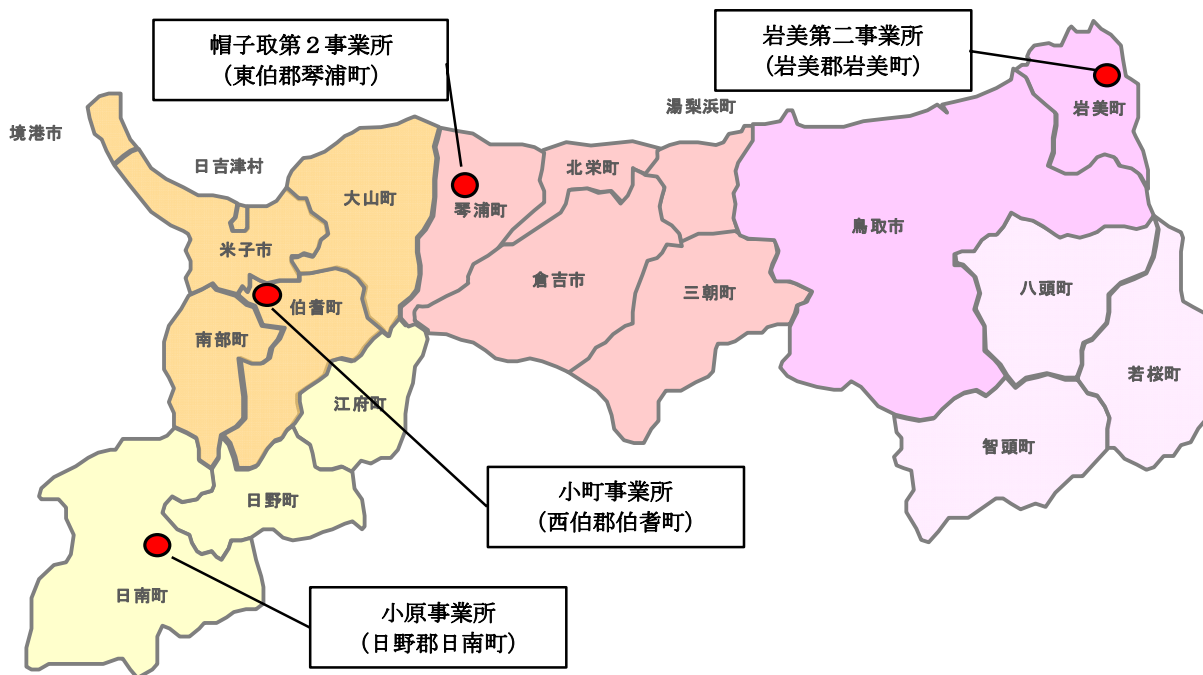 帽子取第２事業所
（東伯郡琴浦町）
岩美第二事業所
（岩美郡岩美町）
湯梨浜町
岩美町
境港市
日吉津村
北栄町
大山町
琴浦町
鳥取市
米子市
倉吉市
三朝町
八頭町
伯耆町
南部町
若桜町
江府町
智頭町
小町事業所
（西伯郡伯耆町）
日野町
日南町
小原事業所
（日野郡日南町）